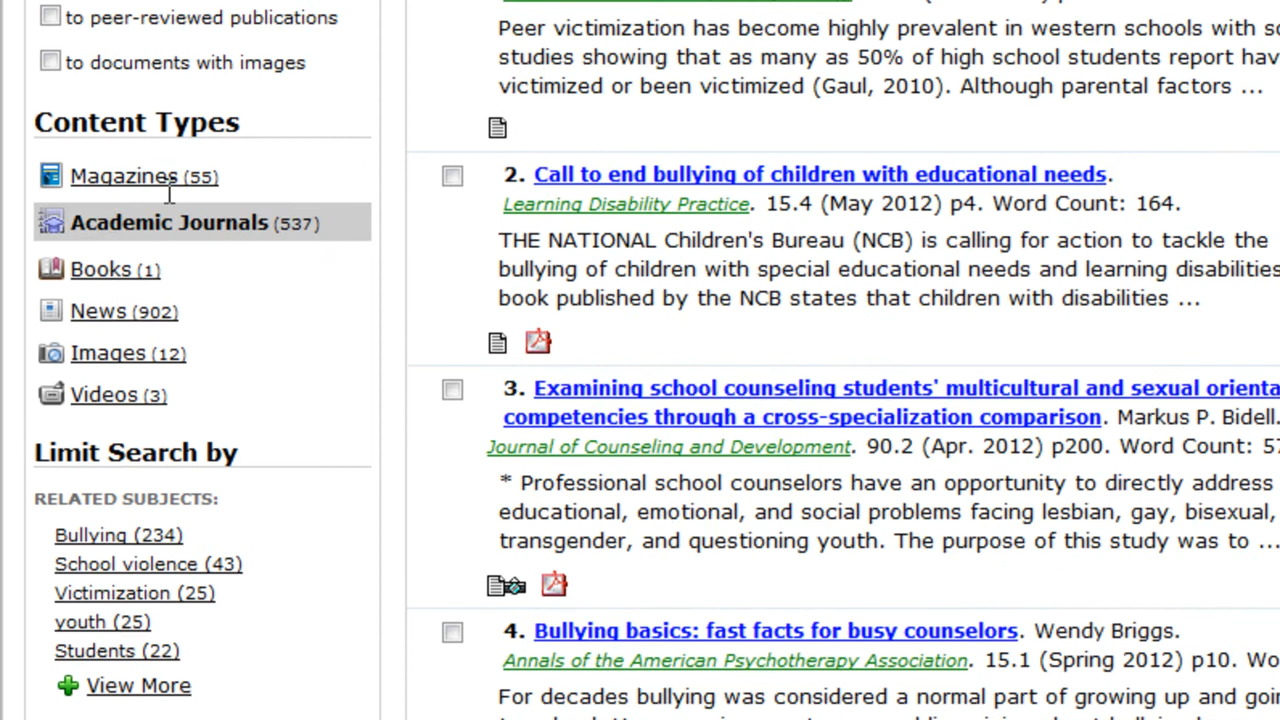 to peer-reviewed publications
to documents with images
Content Types
Magazines (55)
Academic Journals (537)
Books (1)
News (902)
Images (12)
Videos (3)
Limit Search by
RELATED SUBJECTS:
Bullying (234)
School violence (43)
Victimization (25)
youth (25)
Students (22)
View More
Peer victimization has become highly prevalent in western schools with
studies showing that as many as 50% of high school students report
victimized or been victimized (Gaul, 2010). Although parental factors ...
2. Call to end bullying of children with educational needs.
Learning Disability Practice. 15.4 (May 2012) p4. Word Count: 164.
THE NATIONAL Children's Bureau (NCB) is calling for action to tackle the
bullying of children with special educational needs and learning disabilities
book published by the NCB states that children with disabilities ...
3. Examining school counseling students' multicultural and sexual
competencies through a cross-specialization comparison. Markus P. Bidell.
Journal of Counseling and Development. 90.2 (Apr. 2012) p200. Word Count:
* Professional school counselors have an opportunity to directly address
educational, emotional, and social problems facing lesbian, gay, bisexual,
transgender, and questioning youth. The purpose of this study was to ...
4. Bullying basics: fast facts for busy counselors. Wendy Briggs.
Annals of the American Psychotherapy Association. 15.1 (Spring 2012) p10.
For decades bullying was considered a normal part of growing up and